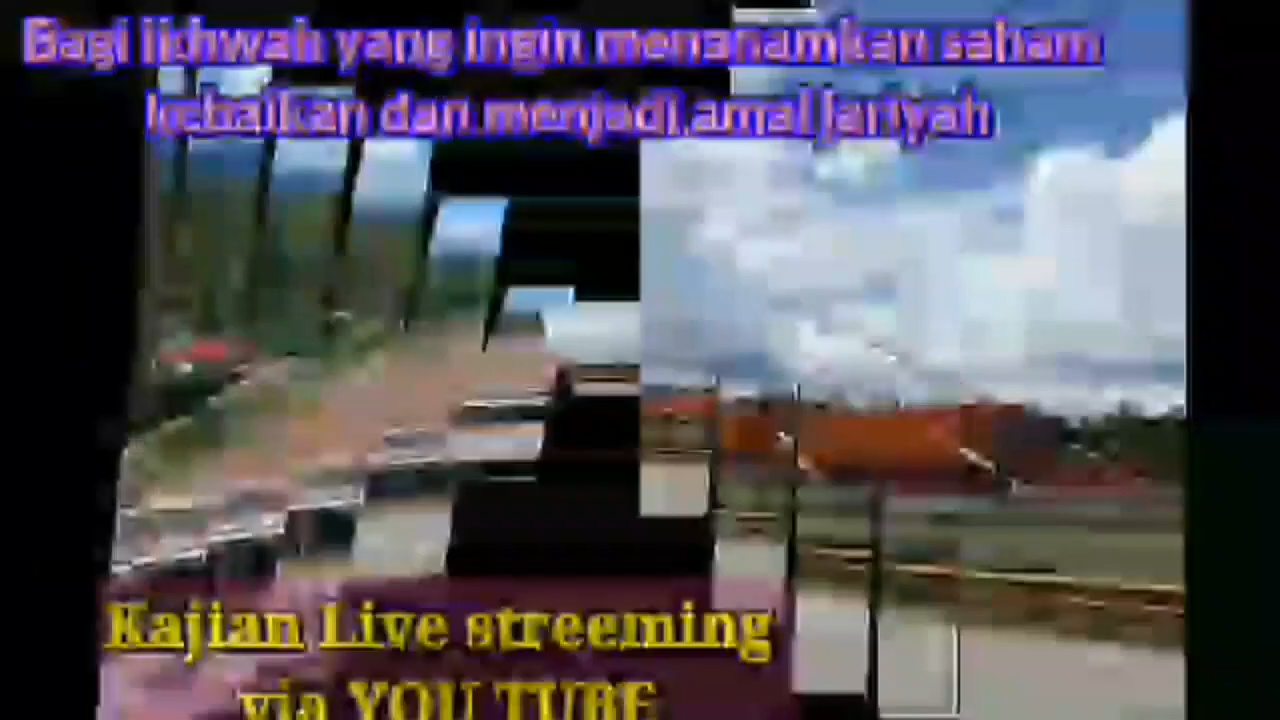 Bagi ikhwah yang ingin menanamkan saham
kebaikan dan menjadi amal jariyah
Kajian Live streeming
via YOU TUBE